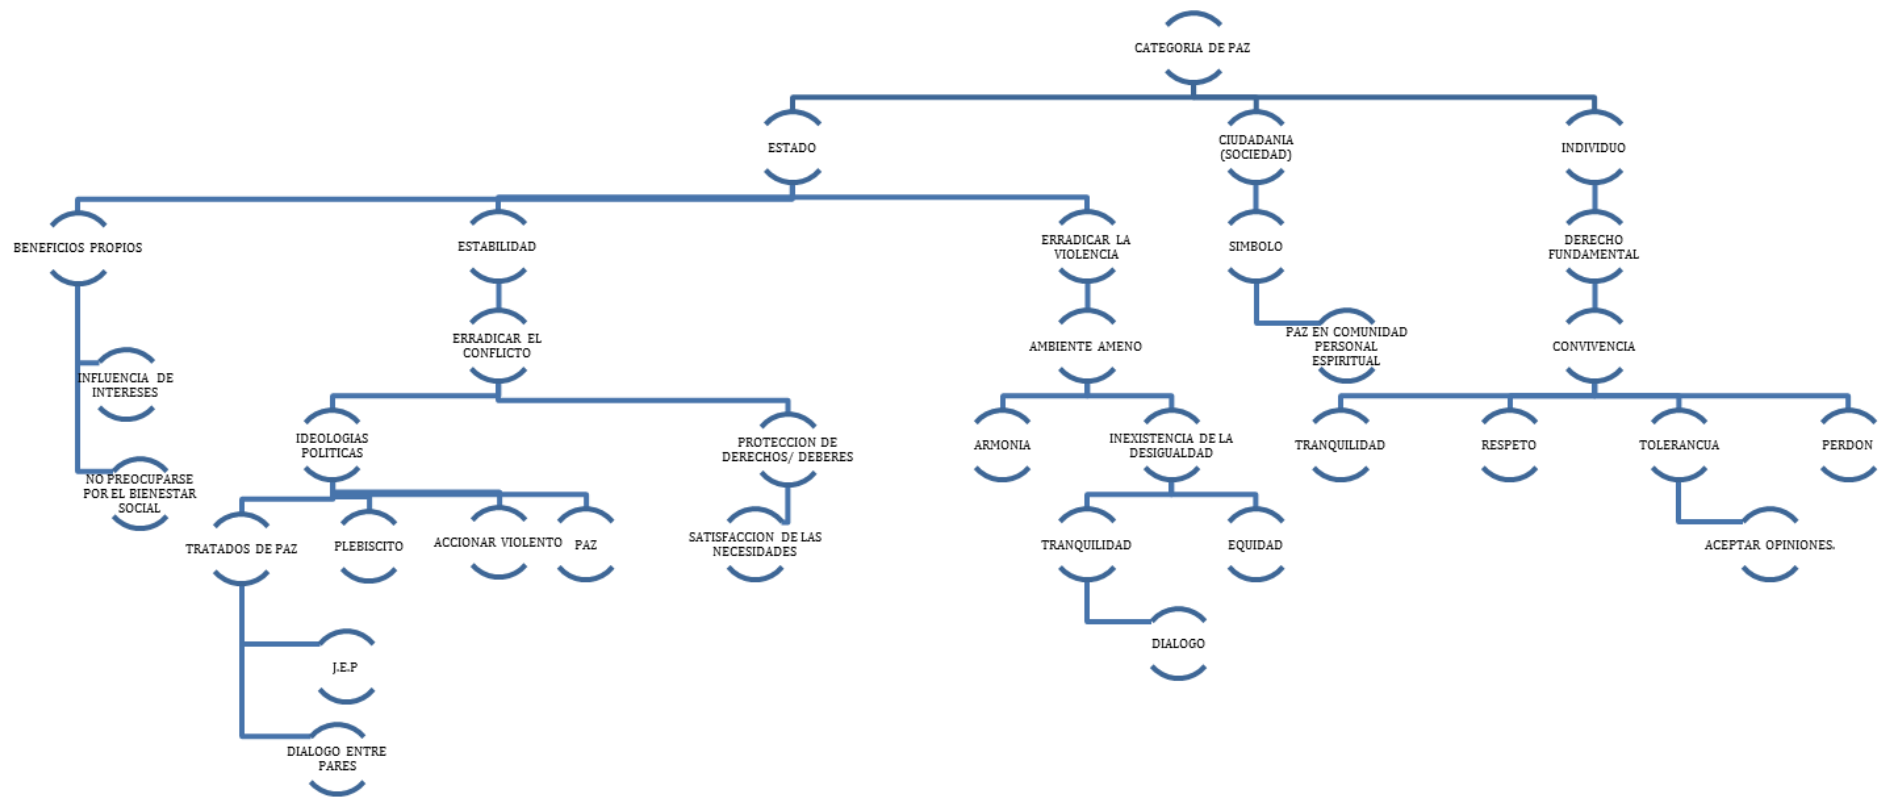 CATEGORIA DE PAZ
ESTADO
CIUDADANIA
(SOCIEDAD)
INDIVIDUO
BENEFICIOS PROPIOS
ESTABILIDAD
ERRADICAR LA
VIOLENCIA
SIMBOLO
DERECHO
FUNDAMENTAL
ERRADICAR EL
CONFLICTO
AMBIENTE AMENO
PAZ EN COMUNIDAD
PERSONAL
ESPIRITUAL
CONVIVENCIA
INFLUENCIA DE
INTERESES
IDEOLOGIAS
POLITICAS
PROTECCION DE
DERECHOS/ DEBERES
ARMONIA
INEXISTENCIA DE LA
DESIGUALDAD
TRANQUILIDAD
RESPETO
TOLERANCUA
PERDON
NO PREOCUPARSE
POR EL BIENESTAR
SOCIAL
TRATADOS DE PAZ
PLEBISCITO
ACCIONAR VIOLENTO
PAZ
SATISFACCION DE LAS
NECESIDADES
TRANQUILIDAD
EQUIDAD
ACEPTAR OPINIONES.
DIALOGO
J.E.P
DIALOGO ENTRE
PARES